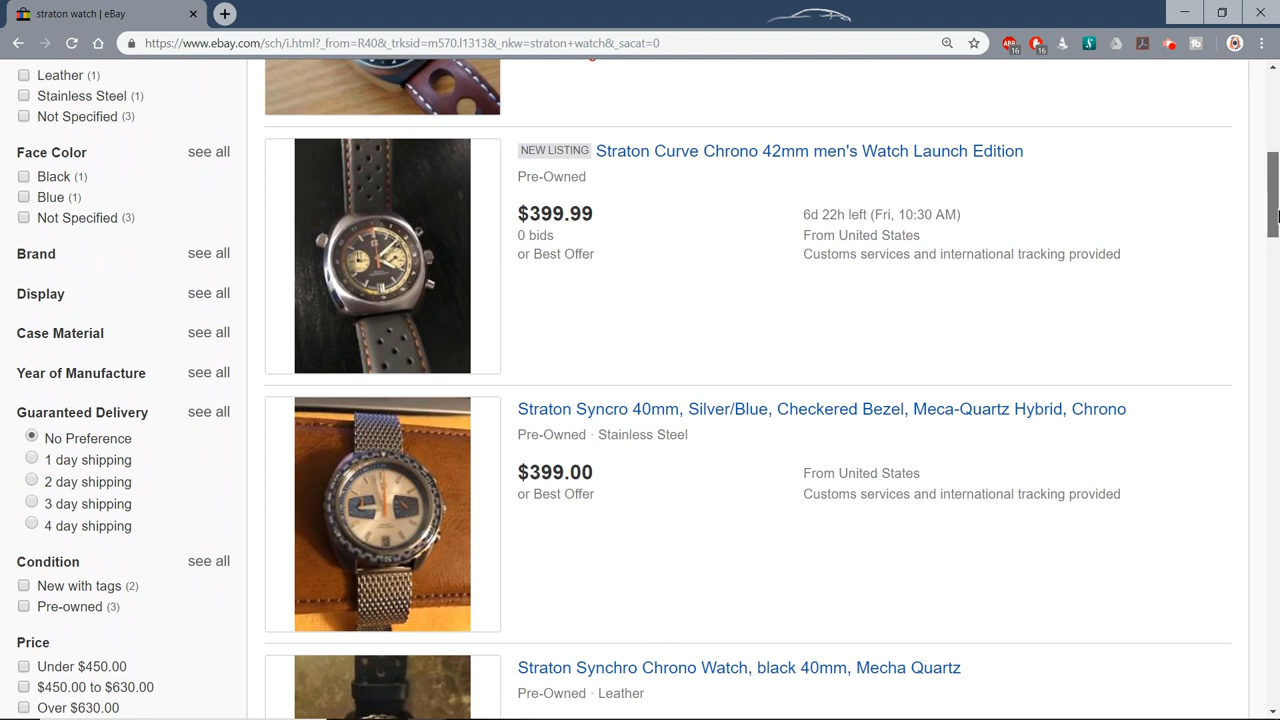 straton watch | eBay
https://www.ebay.com/sch/i.html?_from=R40&_trksid=m570.l1313&_nkw=straton+watch&_sacat=0
ABP
16
16
Leather (1)
Stainless Steel (1)
Not Specified (3)
Face Color see all
Black (1)
Blue (1)
Not Specified (3)
Brand see all
Display see all
Case Material see all
Year of Manufacture see all
Guaranteed Delivery see all
No Preference
1 day shipping
2 day shipping
3 day shipping
4 day shipping
Condition see all
New with tags (2)
Pre-owned (3)
Price
Under $450.00
$450.00 to $630.00
Over $630.00
NEW LISTING Straton Curve Chrono 42mm men's Watch Launch Edition
Pre-Owned
$399.99
0 bids
or Best Offer
6d 22h left (Fri, 10:30 AM)
From United States
Customs services and international tracking provided
Straton Syncro 40mm, Silver/Blue, Checkered Bezel, Meca-Quartz Hybrid, Chrono
Pre-Owned · Stainless Steel
$399.00
or Best Offer
From United States
Customs services and international tracking provided
Straton Synchro Chrono Watch, black 40mm, Mecha Quartz
Pre-Owned · Leather